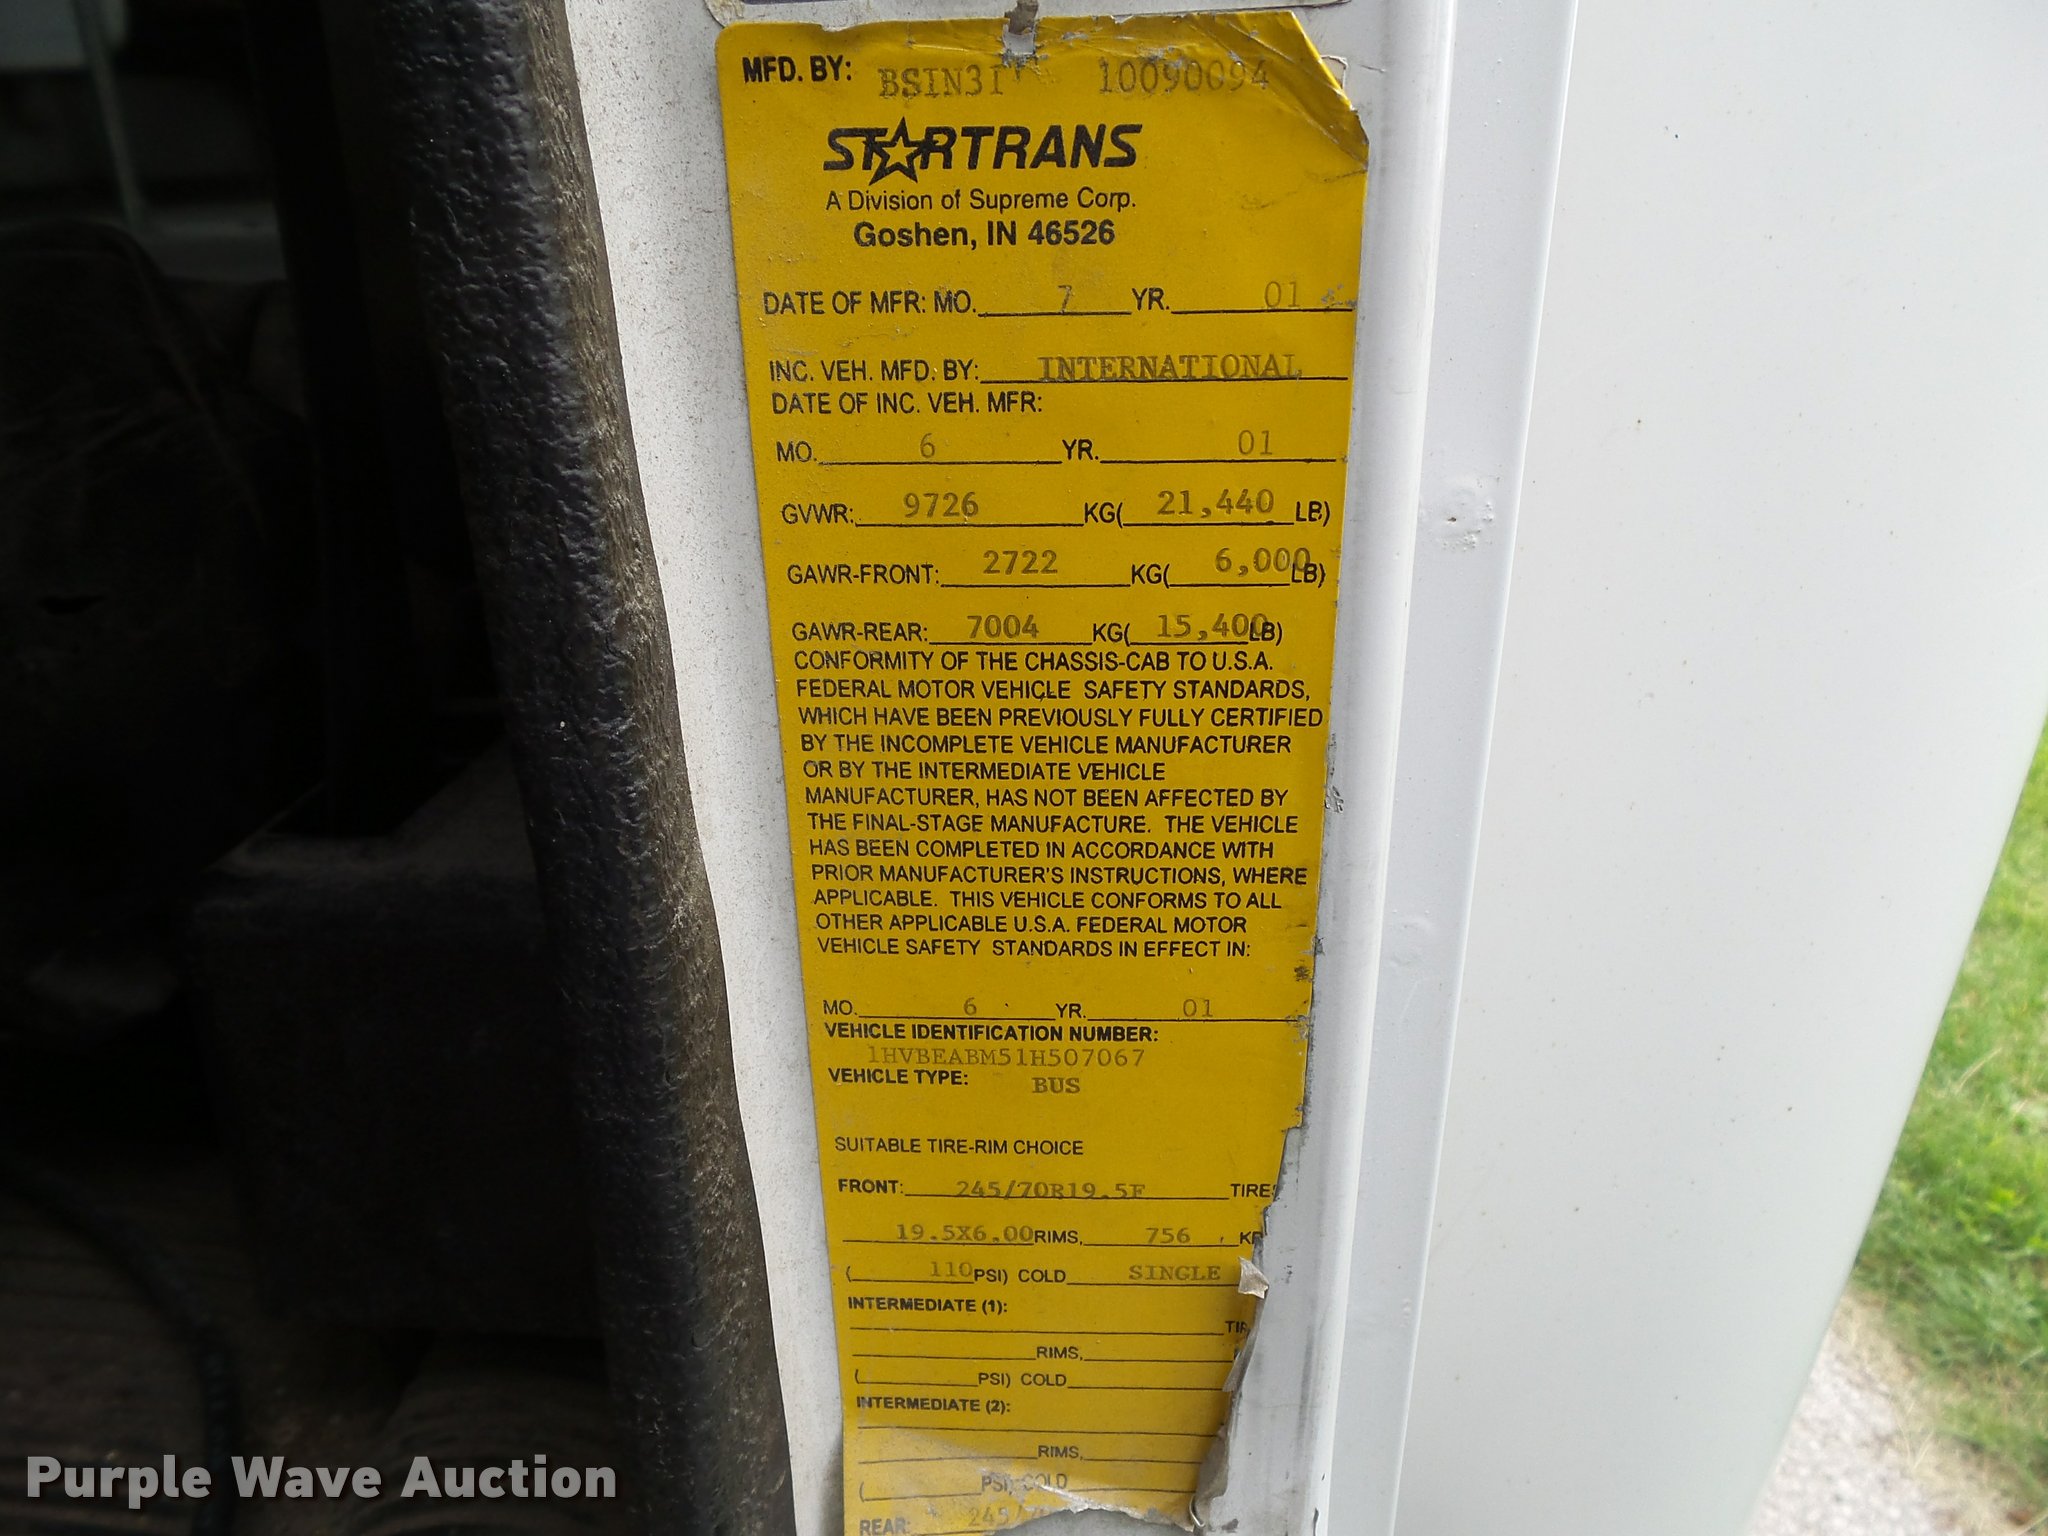 MFD. BY: BSIN31 10090094
STARTRANS
A Division of Supreme Corp.
Goshen, IN 46526
DATE OF MFR: MO. 7 YR. 01
INC. VEH. MFD. BY: INTERNATIONAL
DATE OF INC. VEH. MFR:
MO. 6 YR. 01
GVWR: 9726 KG( 21,440 LB)
GAWR-FRONT: 2722 KG( 6,000 LB)
GAWR-REAR: 7004 KG( 15,400 LB)
CONFORMITY OF THE CHASSIS-CAB TO U.S.A.
FEDERAL MOTOR VEHICLE SAFETY STANDARDS,
WHICH HAVE BEEN PREVIOUSLY FULLY CERTIFIED
BY THE INCOMPLETE VEHICLE MANUFACTURER
OR BY THE INTERMEDIATE VEHICLE
MANUFACTURER, HAS NOT BEEN AFFECTED BY
THE FINAL-STAGE MANUFACTURE. THE VEHICLE
HAS BEEN COMPLETED IN ACCORDANCE WITH
PRIOR MANUFACTURER'S INSTRUCTIONS, WHERE
APPLICABLE. THIS VEHICLE CONFORMS TO ALL
OTHER APPLICABLE U.S.A. FEDERAL MOTOR
VEHICLE SAFETY STANDARDS IN EFFECT IN:
MO. 6 YR. 01
VEHICLE IDENTIFICATION NUMBER:
1HVBEABM51H507067
VEHICLE TYPE: BUS
SUITABLE TIRE-RIM CHOICE
FRONT: 245/70R19.5F TIRE
19.5X6.00 RIMS, 756 KP
( 110 PSI) COLD SINGLE
INTERMEDIATE (1):
TIR
RIMS,
( PSI) COLD
INTERMEDIATE (2):
RIMS,
( PSI) COLD
REAR: 245/
Purple Wave Auction